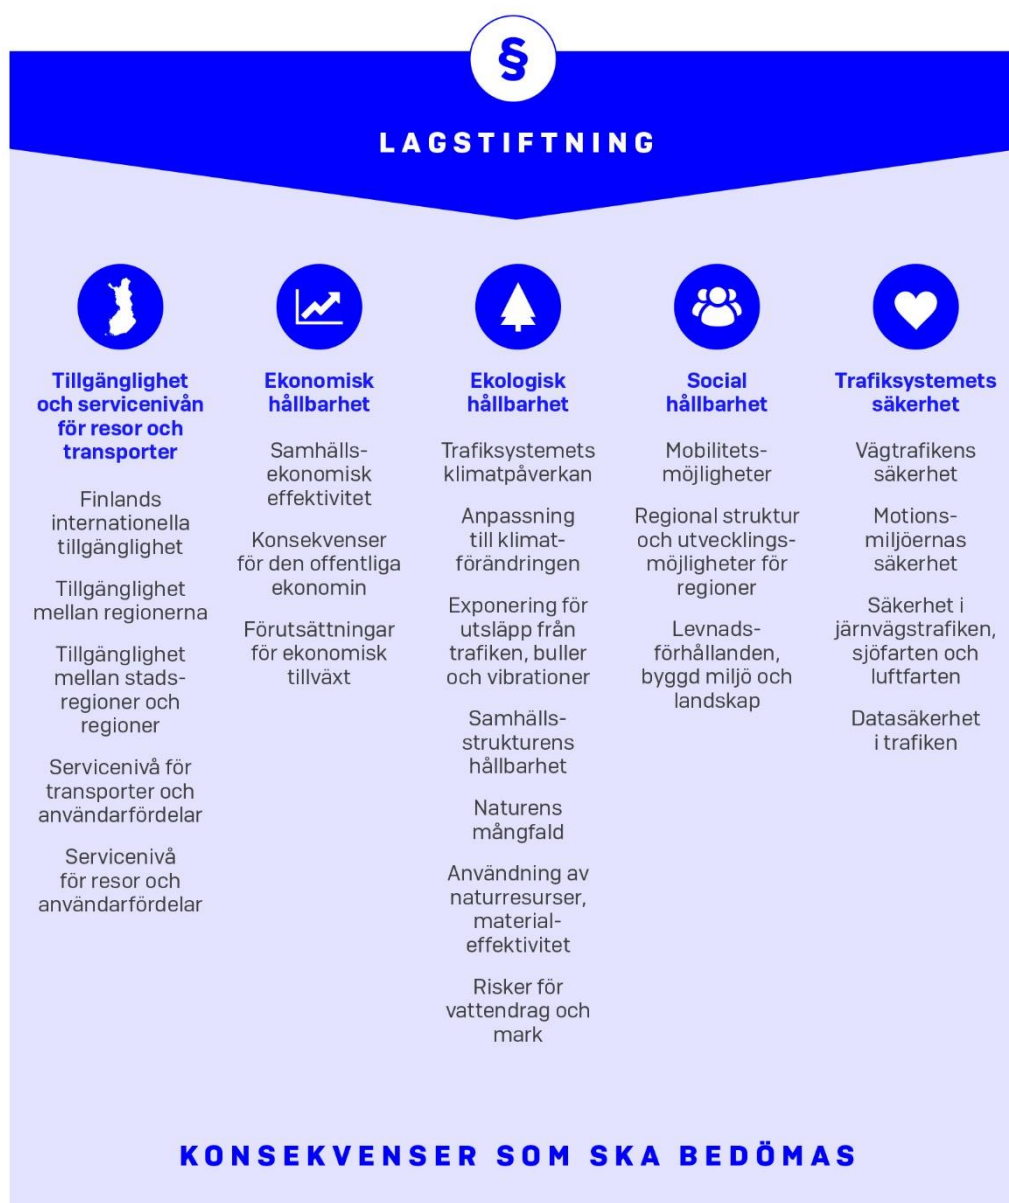 §
LAGSTIFTNING
Tillgänglighet
och servicenivån
för resor och
transporter
Finlands
internationella
tillgänglighet
Tillgänglighet
mellan regionerna
Tillgänglighet
mellan stads-
regioner och
regioner
Servicenivå för
transporter och
användarfördelar
Servicenivå
för resor och
användarfördelar
Ekonomisk
hållbarhet
Samhälls-
ekonomisk
effektivitet
Konsekvenser
för den offentliga
ekonomin
Förutsättningar
för ekonomisk
tillväxt
Ekologisk
hållbarhet
Trafiksystemets
klimatpåverkan
Anpassning
till klimat-
förändringen
Exponering för
utsläpp från
trafiken, buller
och vibrationer
Samhälls-
strukturens
hållbarhet
Naturens
mångfald
Användning av
naturresurser,
material-
effektivitet
Risker för
vattendrag och
mark
Social
hållbarhet
Mobilitets-
möjligheter
Regional struktur
och utvecklings-
möjligheter för
regioner
Levnads-
förhållanden,
byggd miljö och
landskap
Trafiksystemets
säkerhet
Vägtrafikens
säkerhet
Motions-
miljöernas
säkerhet
Säkerhet i
järnvägstrafiken,
sjöfarten och
luftfarten
Datasäkerhet
i trafiken
KONSEKVENSER SOM SKA BEDÖMAS